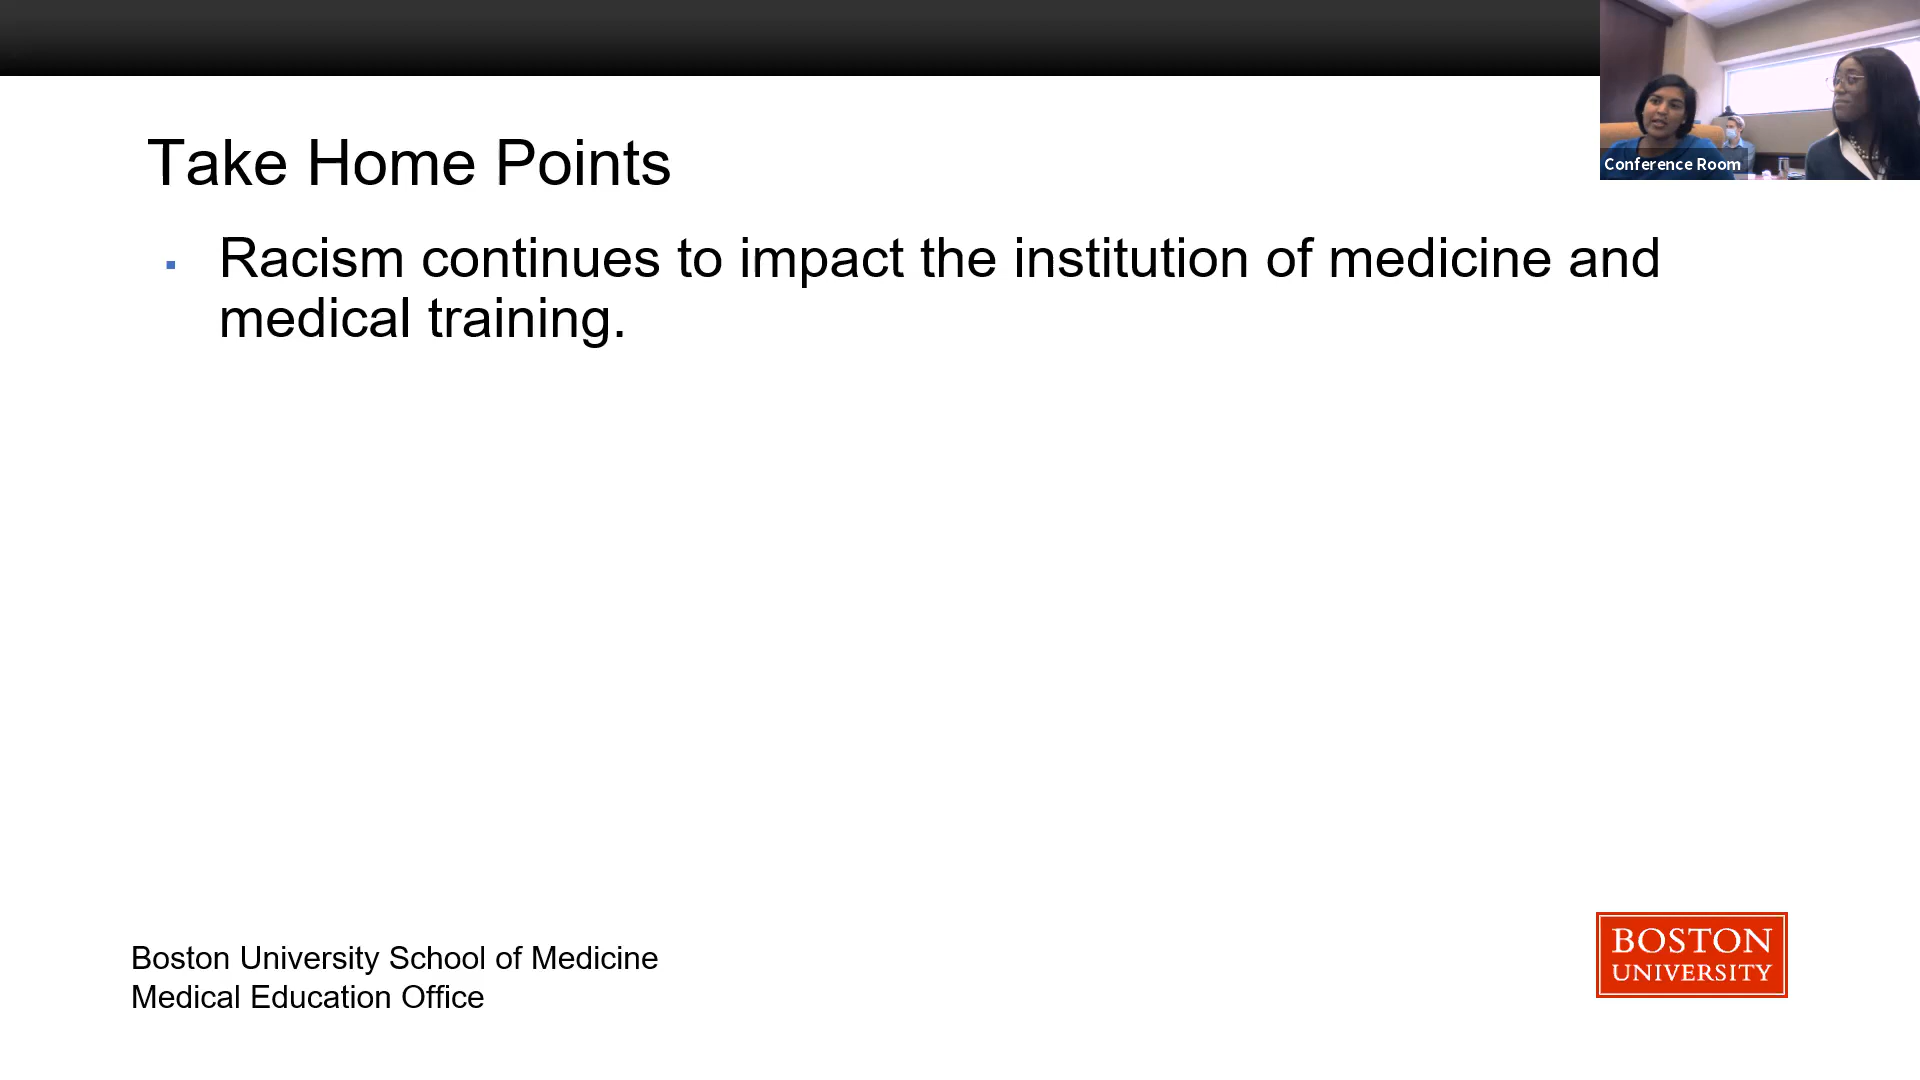 Conference Room
Take Home Points
Racism continues to impact the institution of medicine and
medical training.
Boston University School of Medicine
Medical Education Office
BOSTON
UNIVERSITY